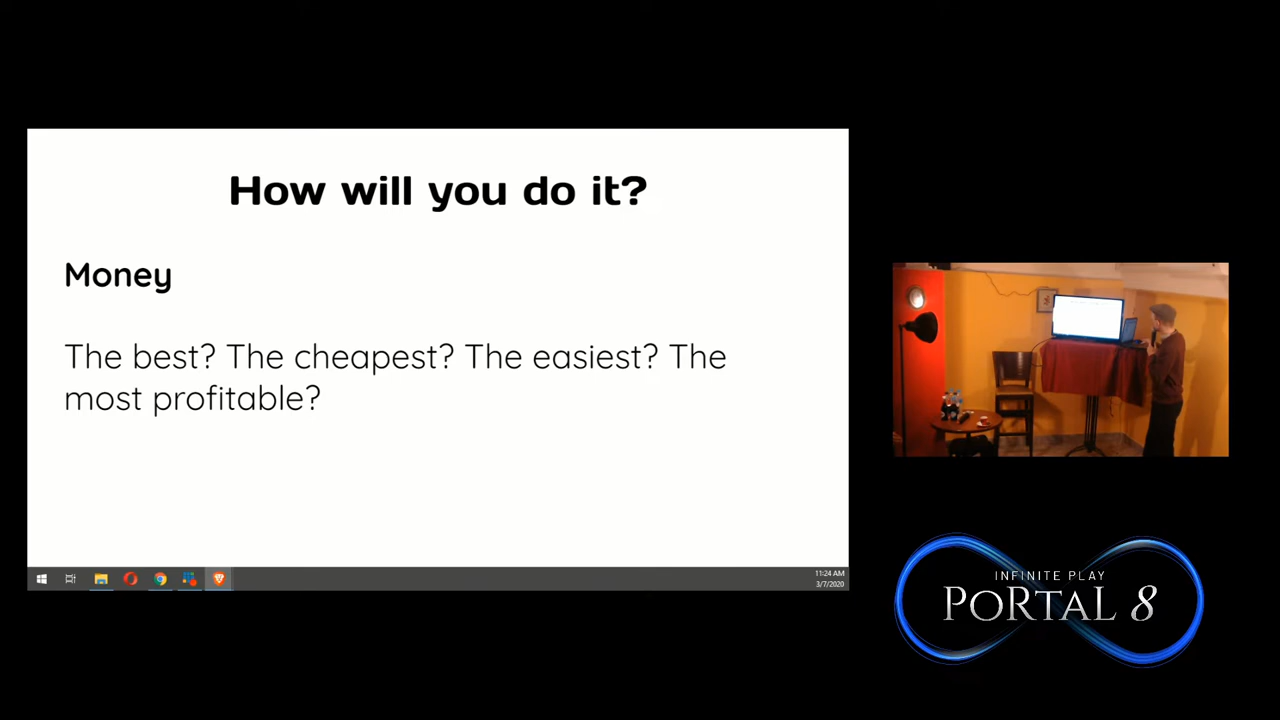 How will you do it?
Money
The best? The cheapest? The easiest? The
most profitable?
11:24 AM
3/7/2020
INFINITE PLAY
PORTAL 8